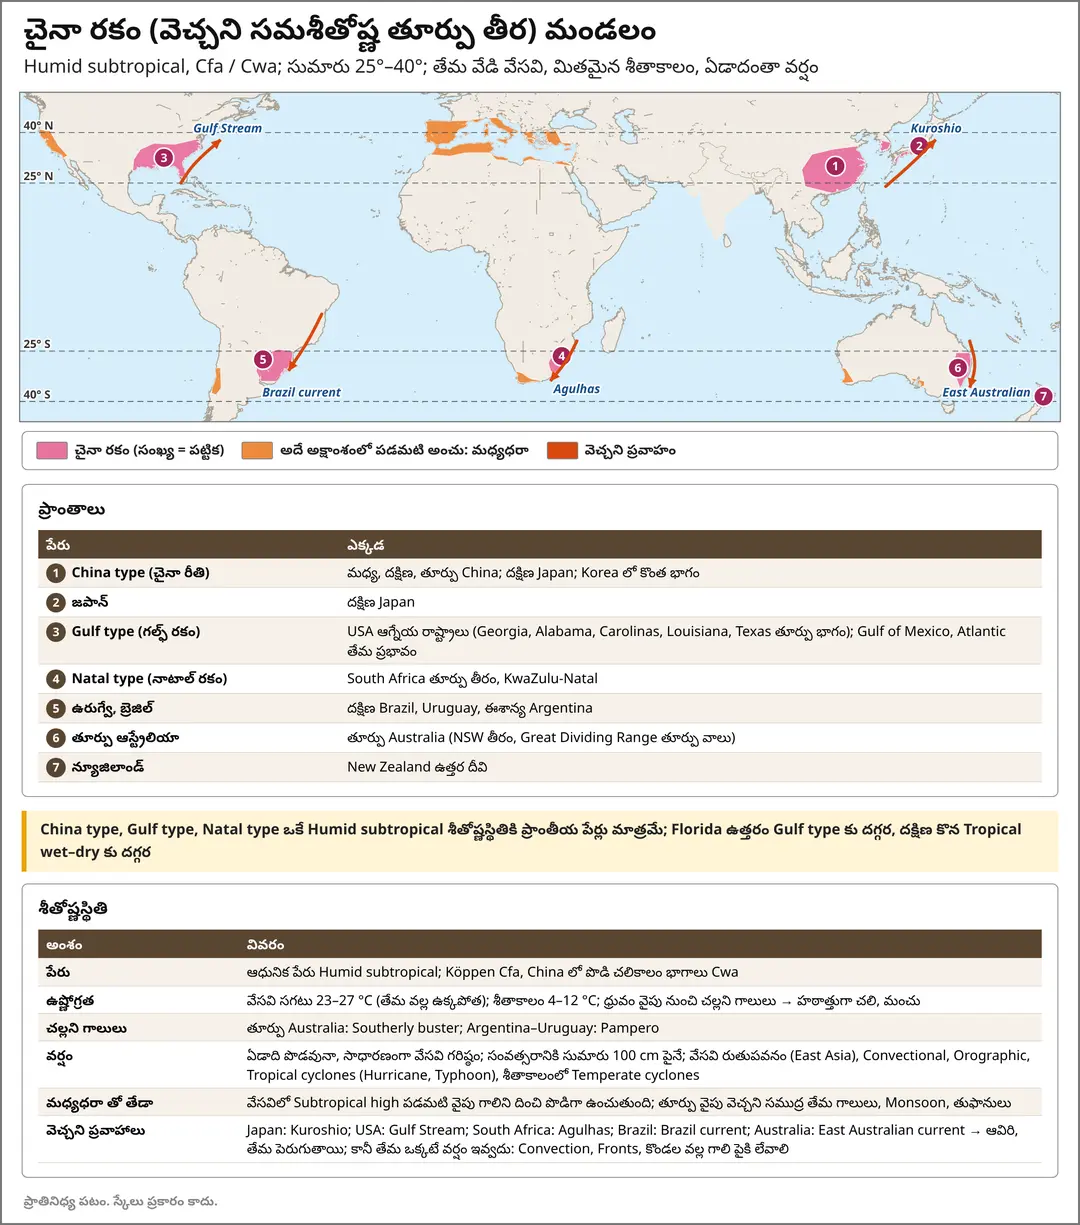 చైనా రకం (వెచ్చని సమశీతోష్ణ తూర్పు తీర) మండలం
Humid subtropical, Cfa / Cwa; సుమారు 25°–40°; తేమ వేడి వేసవి, మితమైన శీతాకాలం, ఏడాదంతా వర్షం
40° N
Gulf Stream
Kuroshio
3
2
1
25° N
25° S
5
4
6
Brazil current
Agulhas
East Australian
7
40° S
చైనా రకం (సంఖ్య = పట్టిక)
అదే అక్షాంశంలో పడమటి అంచు: మధ్యధరా
వెచ్చని ప్రవాహం
ప్రాంతాలు
పేరు ఎక్కడ
1 China type (చైనా రీతి) మధ్య, దక్షిణ, తూర్పు China; దక్షిణ Japan; Korea లో కొంత భాగం
2 జపాన్ దక్షిణ Japan
3 Gulf type (గల్ఫ్ రకం) USA ఆగ్నేయ రాష్ట్రాలు (Georgia, Alabama, Carolinas, Louisiana, Texas తూర్పు భాగం); Gulf of Mexico, Atlantic
తేమ ప్రభావం
4 Natal type (నాటాల్ రకం) South Africa తూర్పు తీరం, KwaZulu-Natal
5 ఉరుగ్వే, బ్రెజిల్ దక్షిణ Brazil, Uruguay, ఈశాన్య Argentina
6 తూర్పు ఆస్ట్రేలియా తూర్పు Australia (NSW తీరం, Great Dividing Range తూర్పు వాలు)
7 న్యూజిలాండ్ New Zealand ఉత్తర దీవి
China type, Gulf type, Natal type ఒకే Humid subtropical శీతోష్ణస్థితికి ప్రాంతీయ పేర్లు మాత్రమే; Florida ఉత్తరం Gulf type కు దగ్గర, దక్షిణ కొన Tropical
wet–dry కు దగ్గర
శీతోష్ణస్థితి
అంశం వివరం
పేరు ఆధునిక పేరు Humid subtropical; Köppen Cfa, China లో పొడి చలికాలం భాగాలు Cwa
ఉష్ణోగ్రత వేసవి సగటు 23–27 °C (తేమ వల్ల ఉక్కపోత); శీతాకాలం 4–12 °C; ధ్రువం వైపు నుంచి చల్లని గాలులు → హఠాత్తుగా చలి, మంచు
చల్లని గాలులు తూర్పు Australia: Southerly buster; Argentina–Uruguay: Pampero
వర్షం ఏడాది పొడవునా, సాధారణంగా వేసవి గరిష్ఠం; సంవత్సరానికి సుమారు 100 cm పైనే; వేసవి రుతుపవనం (East Asia), Convectional, Orographic,
Tropical cyclones (Hurricane, Typhoon), శీతాకాలంలో Temperate cyclones
మధ్యధరా తో తేడా వేసవిలో Subtropical high పడమటి వైపు గాలిని దించి పొడిగా ఉంచుతుంది; తూర్పు వైపు వెచ్చని సముద్ర తేమ గాలులు, Monsoon, తుఫానులు
వెచ్చని ప్రవాహాలు Japan: Kuroshio; USA: Gulf Stream; South Africa: Agulhas; Brazil: Brazil current; Australia: East Australian current → ఆవిరి,
తేమ పెరుగుతాయి; కానీ తేమ ఒక్కటే వర్షం ఇవ్వదు: Convection, Fronts, కొండల వల్ల గాలి పైకి లేవాలి
ప్రాతినిధ్య పటం. స్కేలు ప్రకారం కాదు.